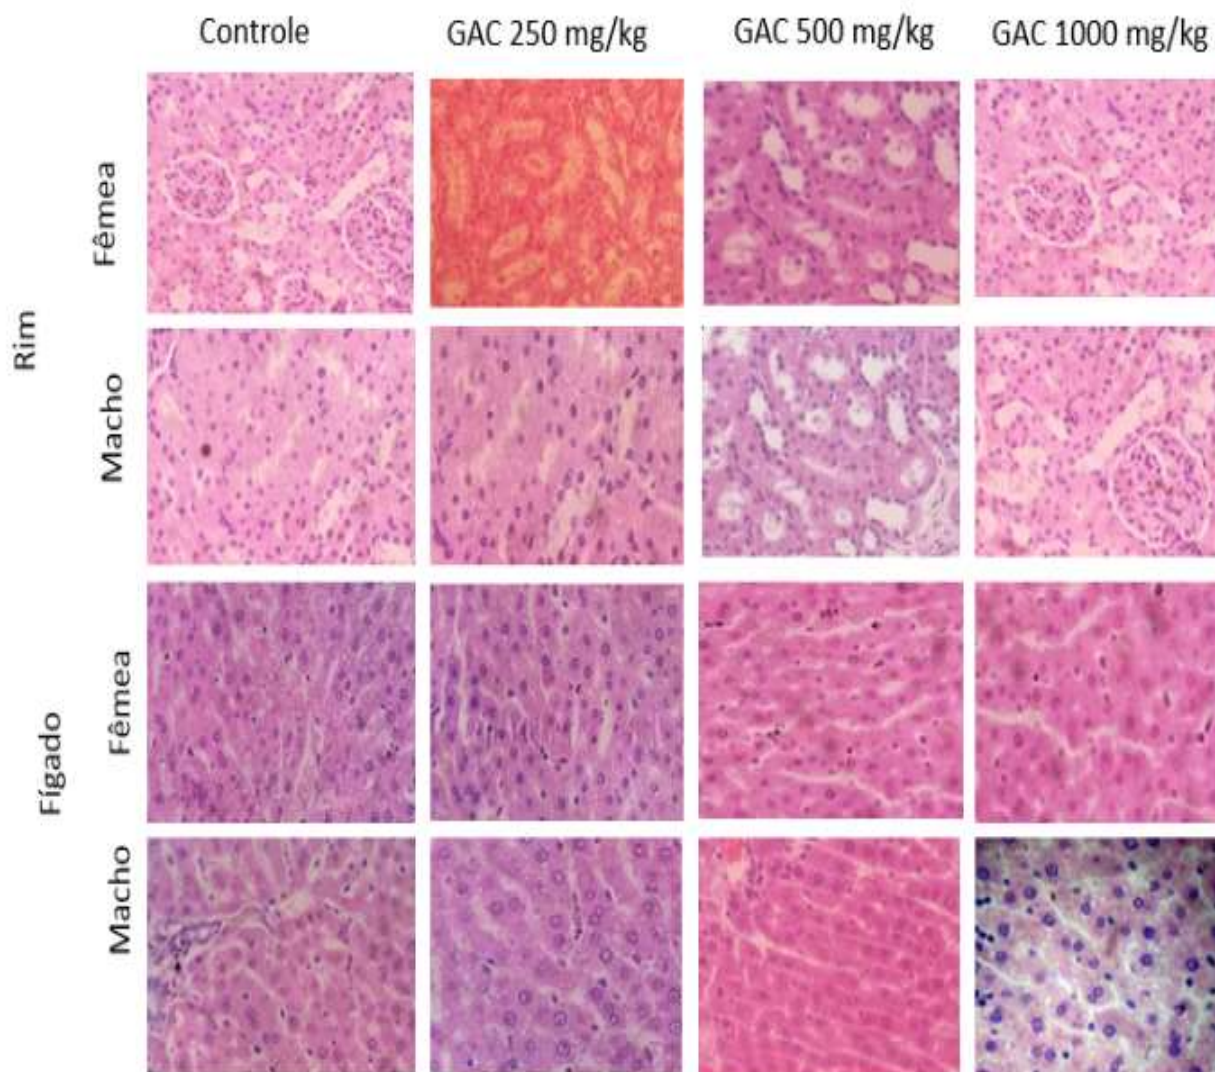 Controle GAC 250 mg/kg GAC 500 mg/kg GAC 1000 mg/kg
Rim
Fêmea
Macho
Fígado
Fêmea
Macho